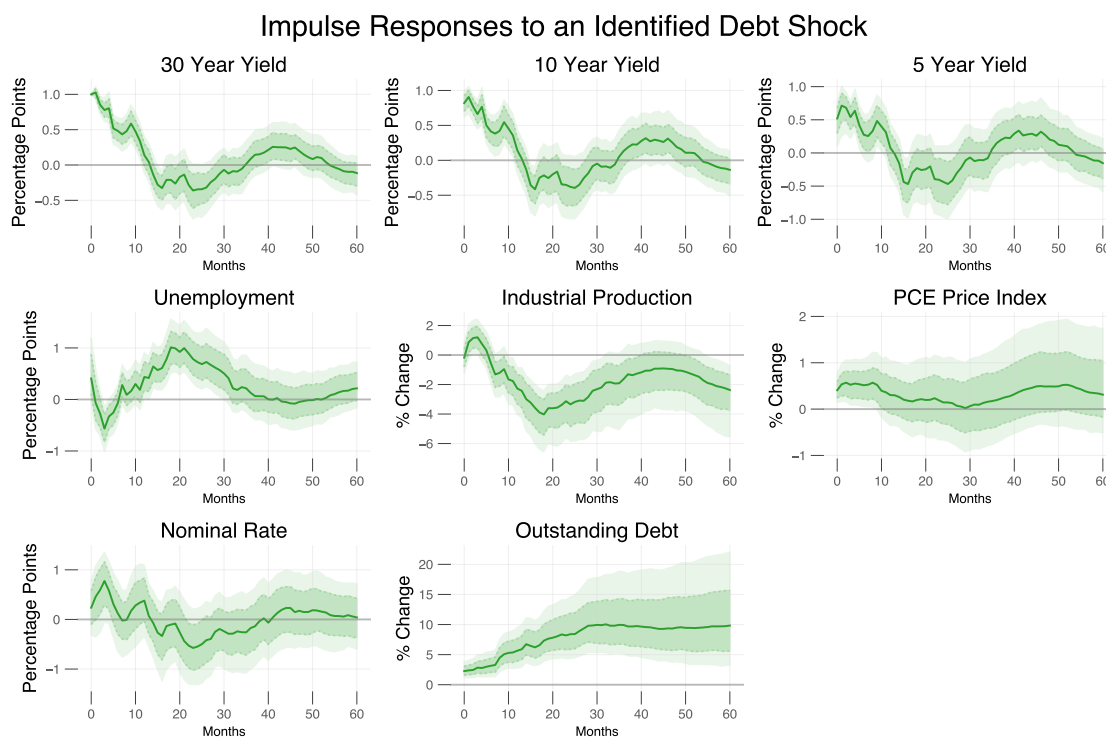 Impulse Responses to an Identified Debt Shock
30 Year Yield
Percentage Points
1.0
0.5
0.0
−0.5
0 10 20 30 40 50 60
Months
10 Year Yield
Percentage Points
1.0
0.5
0.0
−0.5
0 10 20 30 40 50 60
Months
5 Year Yield
Percentage Points
1.0
0.5
0.0
−0.5
−1.0
0 10 20 30 40 50 60
Months
Unemployment
Percentage Points
1
0
−1
0 10 20 30 40 50 60
Months
Industrial Production
% Change
2
0
−2
−4
−6
0 10 20 30 40 50 60
Months
PCE Price Index
% Change
2
1
0
−1
0 10 20 30 40 50 60
Months
Nominal Rate
Percentage Points
1
0
−1
0 10 20 30 40 50 60
Months
Outstanding Debt
% Change
20
15
10
5
0
0 10 20 30 40 50 60
Months